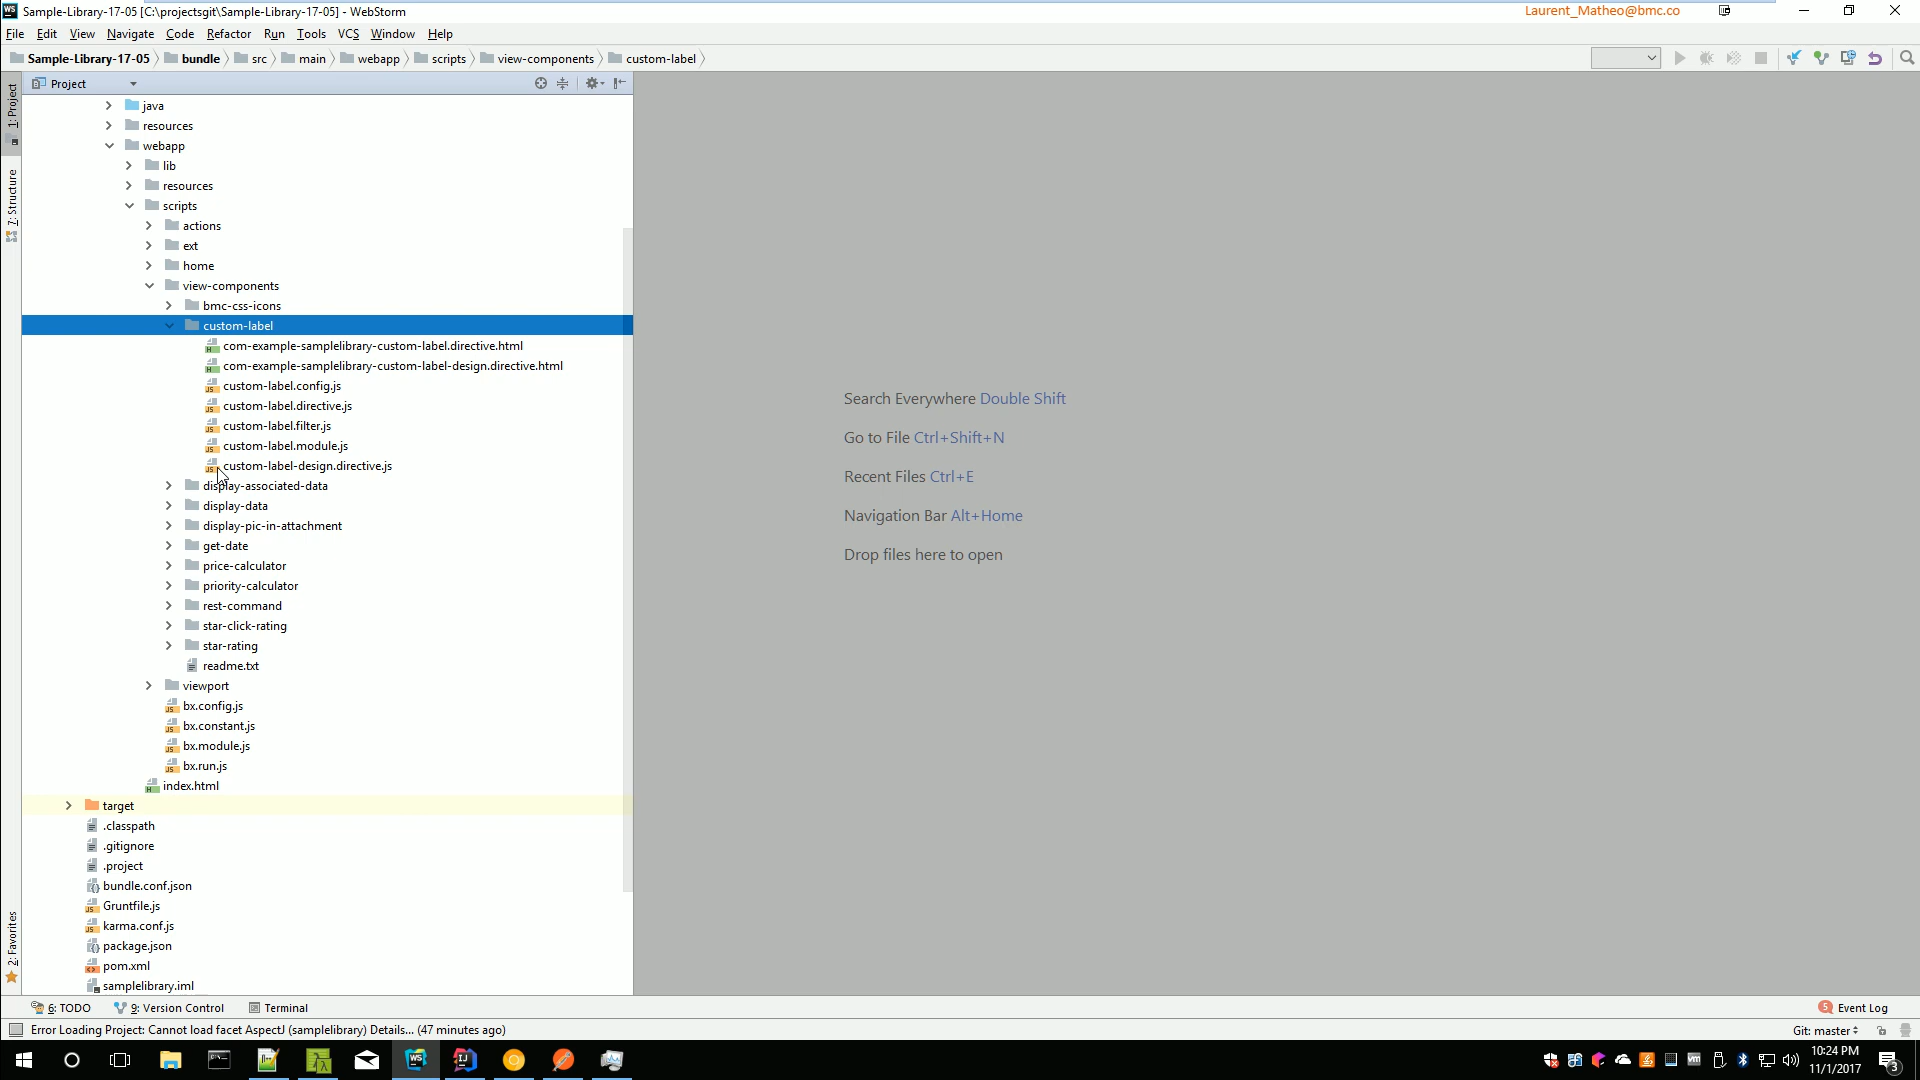 Sample-Library-17-05 [C:\projectsgit\Sample-Library-17-05] - WebStorm
Laurent_Matheo@bmc.co
File Edit View Navigate Code Refactor Run Tools VCS Window Help
Sample-Library-17-05 bundle src main webapp scripts view-components custom-label
Project
1: Project
7: Structure
2: Favorites
java
resources
webapp
lib
resources
scripts
actions
ext
home
view-components
bmc-css-icons
custom-label
com-example-samplelibrary-custom-label.directive.html
com-example-samplelibrary-custom-label-design.directive.html
custom-label.config.js
custom-label.directive.js
custom-label.filter.js
custom-label.module.js
custom-label-design.directive.js
display-associated-data
display-data
display-pic-in-attachment
get-date
price-calculator
priority-calculator
rest-command
star-click-rating
star-rating
readme.txt
viewport
bx.config.js
bx.constant.js
bx.module.js
bx.run.js
index.html
target
.classpath
.gitignore
.project
bundle.conf.json
Gruntfile.js
karma.conf.js
package.json
pom.xml
samplelibrary.iml
Search Everywhere Double Shift
Go to File Ctrl+Shift+N
Recent Files Ctrl+E
Navigation Bar Alt+Home
Drop files here to open
6: TODO 9: Version Control Terminal
5 Event Log
Error Loading Project: Cannot load facet AspectJ (samplelibrary) Details... (47 minutes ago)
Git: master
10:24 PM
11/1/2017
3